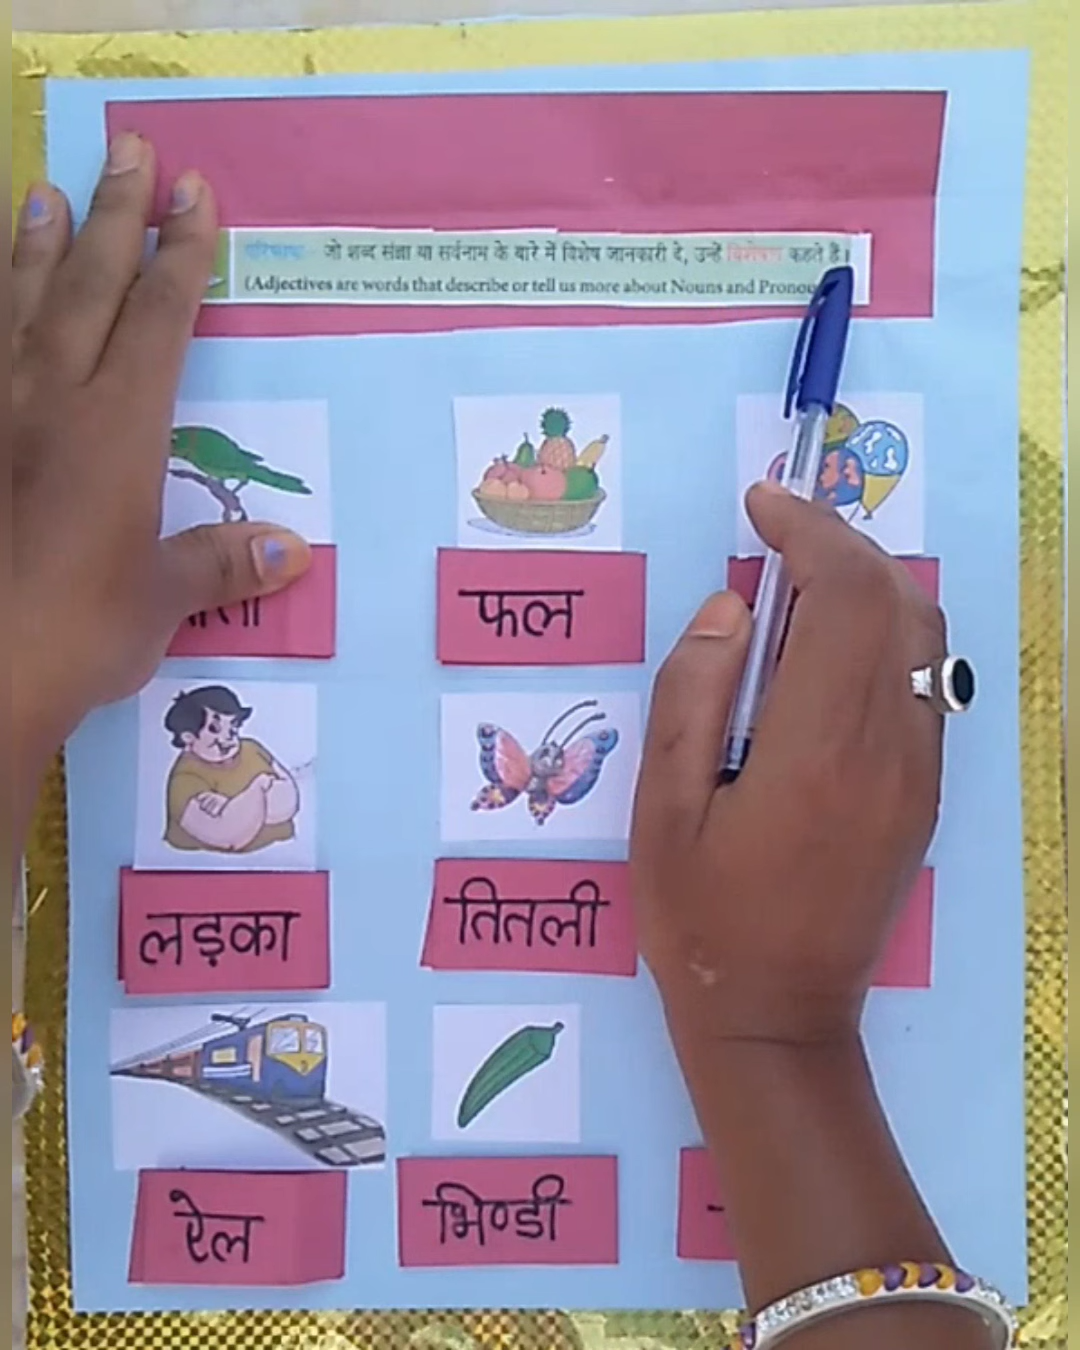 परिभाषा - जो शब्द संज्ञा या सर्वनाम के बारे में विशेष जानकारी दे, उन्हें विशेषण कहते हैं।
(Adjectives are words that describe or tell us more about Nouns and
फल
लड़का
तितली
रेल
भिण्डी